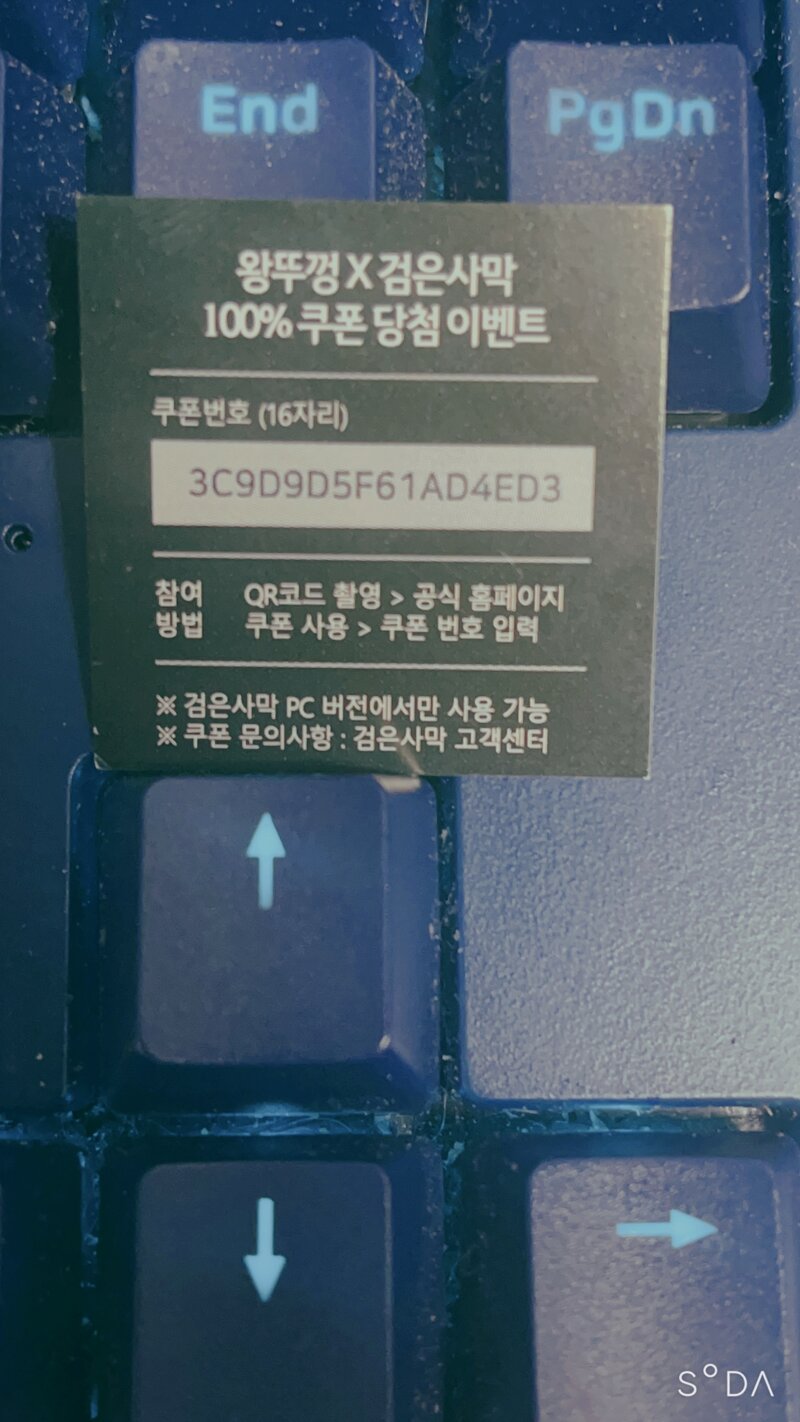 End
PgDn
왕뚜껑 X 검은사막
100% 쿠폰 당첨 이벤트
쿠폰번호 (16자리)
3C9D9D5F61AD4ED3
참여 QR코드 촬영 > 공식 홈페이지
방법 쿠폰 사용 > 쿠폰 번호 입력
※ 검은사막 PC 버전에서만 사용 가능
※ 쿠폰 문의사항 : 검은사막 고객센터
↑
↓
→
SODA